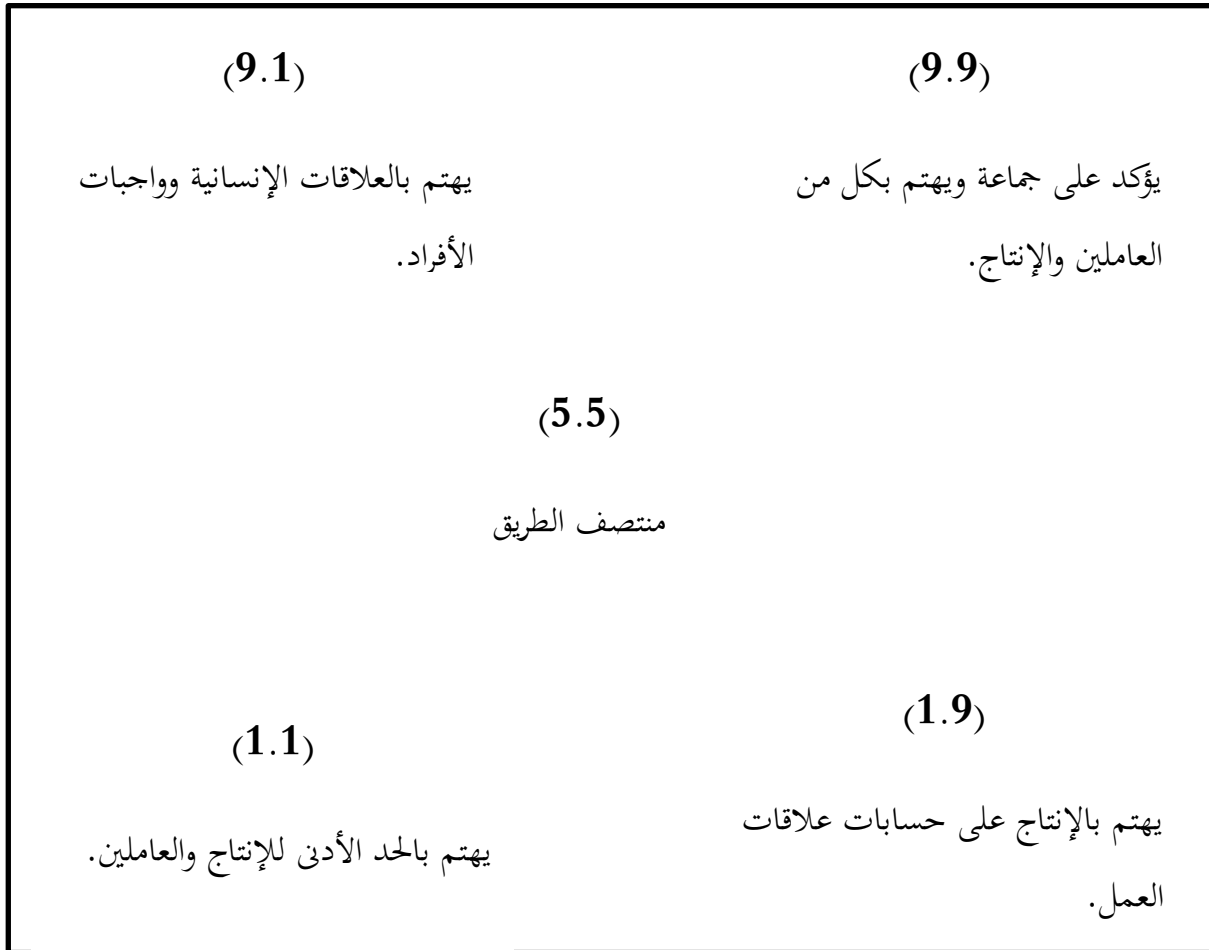 (9.9)
يؤكد على جماعة ويهتم بكل من
العاملين والإنتاج.
(9.1)
يهتم بالعلاقات الإنسانية وواجبات
الأفراد.
(5.5)
منتصف الطريق
(1.9)
يهتم بالإنتاج على حسابات علاقات
العمل.
(1.1)
يهتم بالحد الأدنى للإنتاج والعاملين.